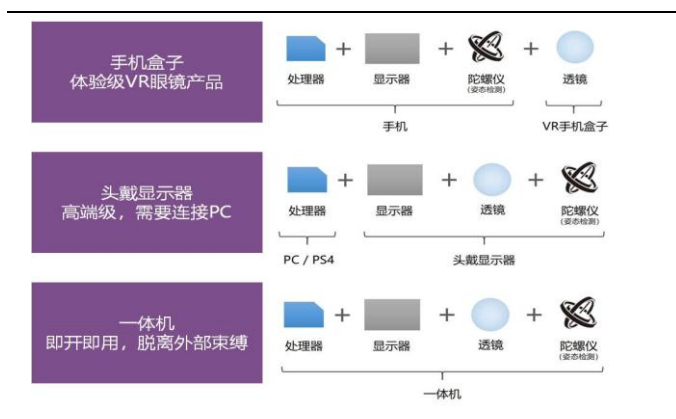 手机盒子
体验级VR眼镜产品
处理器 + 显示器 + 陀螺仪 + 透镜
(姿态检测)
手机 VR手机盒子
头戴显示器
高端级，需要连接PC
处理器 + 显示器 + 透镜 + 陀螺仪
(姿态检测)
PC / PS4 头戴显示器
一体机
即开即用，脱离外部束缚
处理器 + 显示器 + 透镜 + 陀螺仪
(姿态检测)
一体机